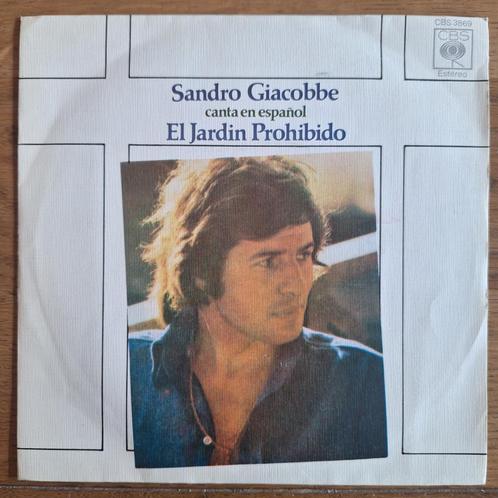 CBS 3869
CBS
Estéreo
Sandro Giacobbe
canta en español
El Jardin Prohibido